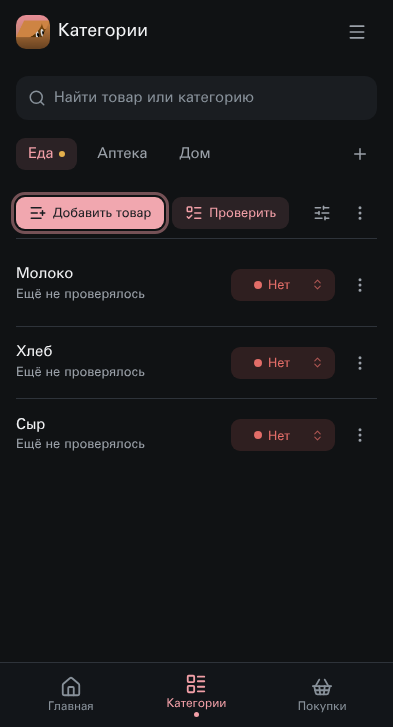 Категории
Найти товар или категорию
Еда
Аптека
Дом
Добавить товар
Проверить
Молоко
Ещё не проверялось
Нет
Хлеб
Ещё не проверялось
Нет
Сыр
Ещё не проверялось
Нет
Главная
Категории
Покупки